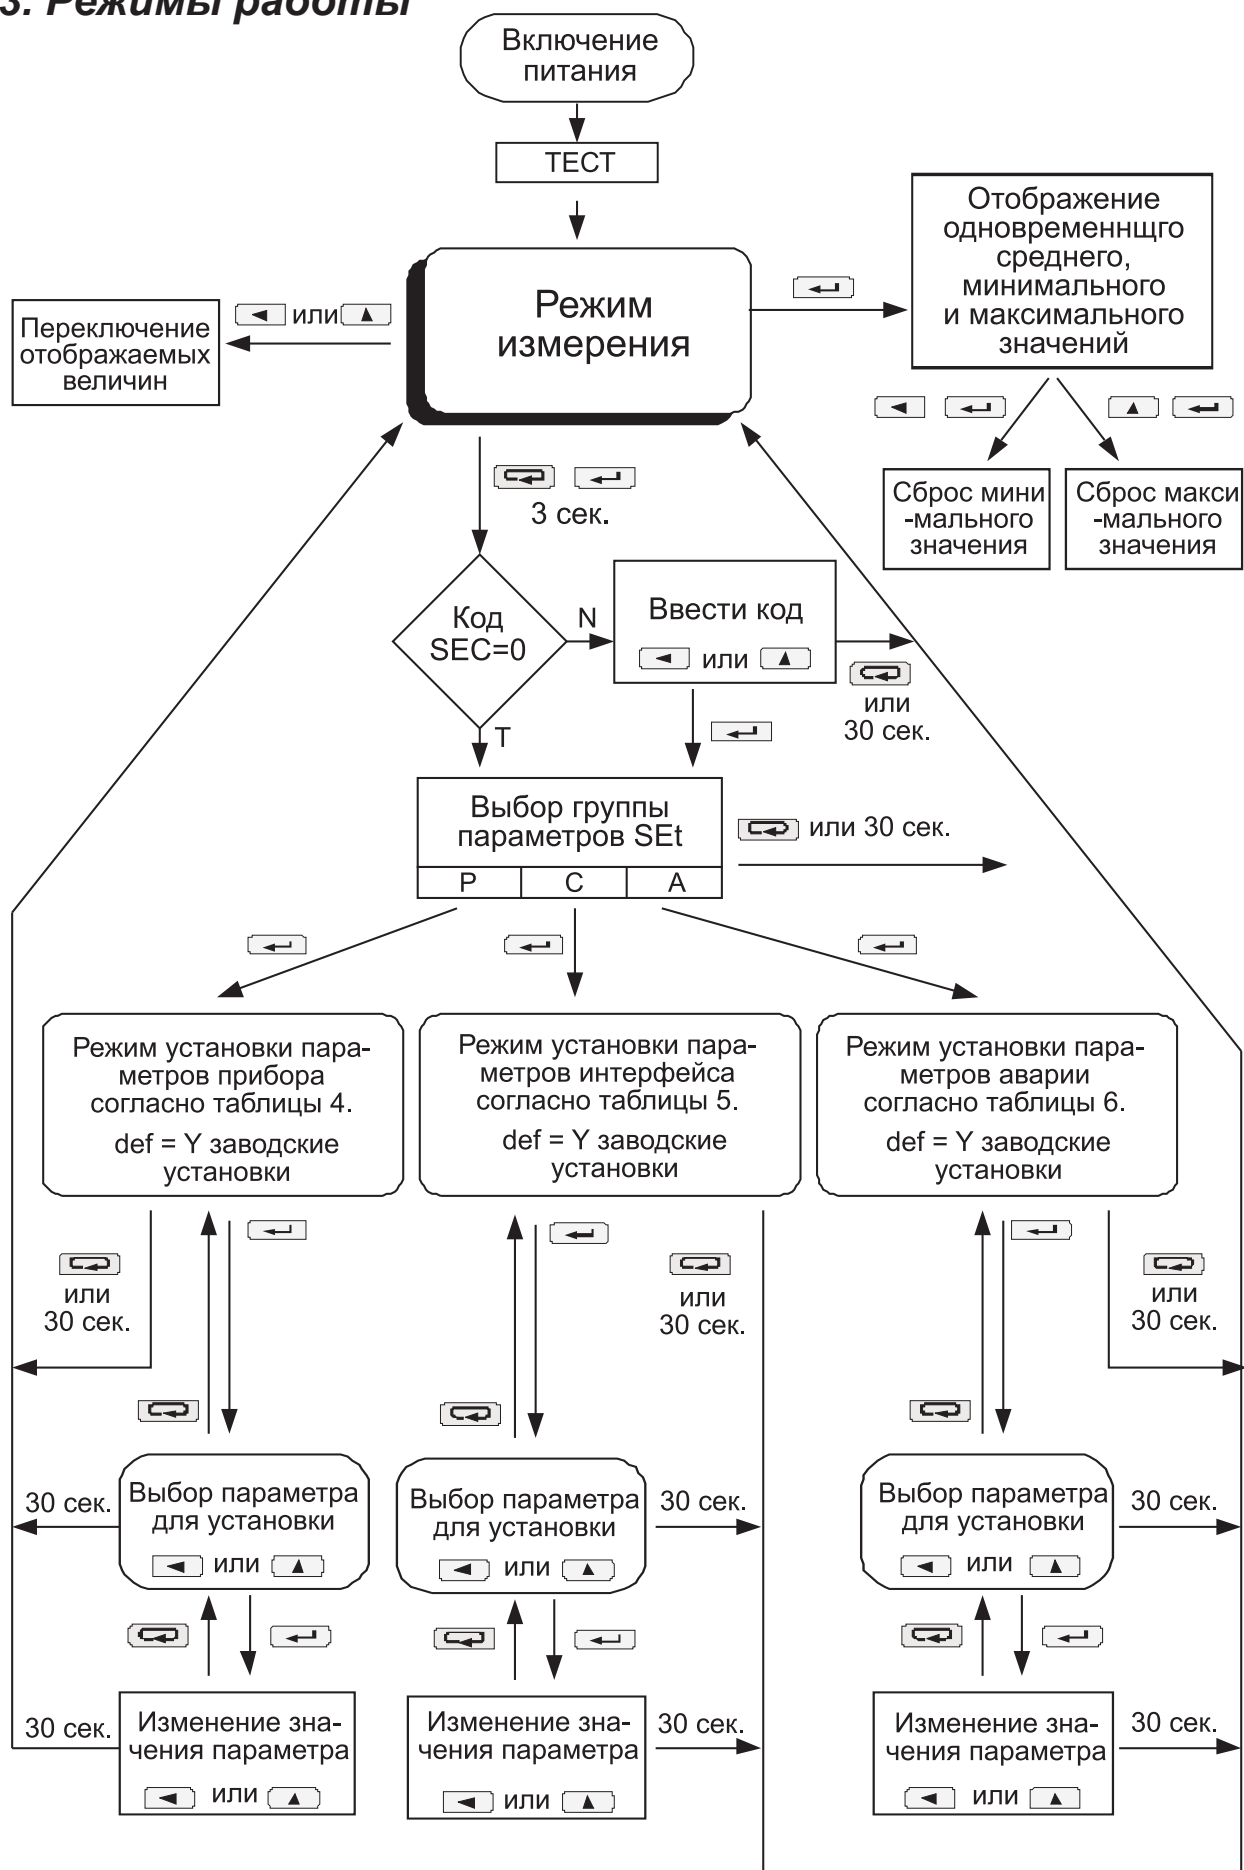 3. Режимы работы
Включение
питания
ТЕСТ
Отображение
одновременнщго
среднего,
минимального
и максимального
значений
Режим
измерения
или
Переключение
отображаемых
величин
3 сек.
Сброс мини
-мального
значения
Сброс макси
-мального
значения
Код
SEC=0
N
Ввести код
или
или
30 сек.
T
Выбор группы
параметров SEt
P
C
A
или 30 сек.
Режим установки пара-
метров прибора
согласно таблицы 4.
def = Y заводские
установки
Режим установки пара-
метров интерфейса
согласно таблицы 5.
def = Y заводские
установки
Режим установки пара-
метров аварии
согласно таблицы 6.
def = Y заводские
установки
или
30 сек.
или
30 сек.
или
30 сек.
30 сек.
Выбор параметра
для установки
или
Выбор параметра
для установки
или
30 сек.
Выбор параметра
для установки
или
30 сек.
30 сек.
Изменение зна-
чения параметра
или
Изменение зна-
чения параметра
или
30 сек.
Изменение зна-
чения параметра
или
30 сек.